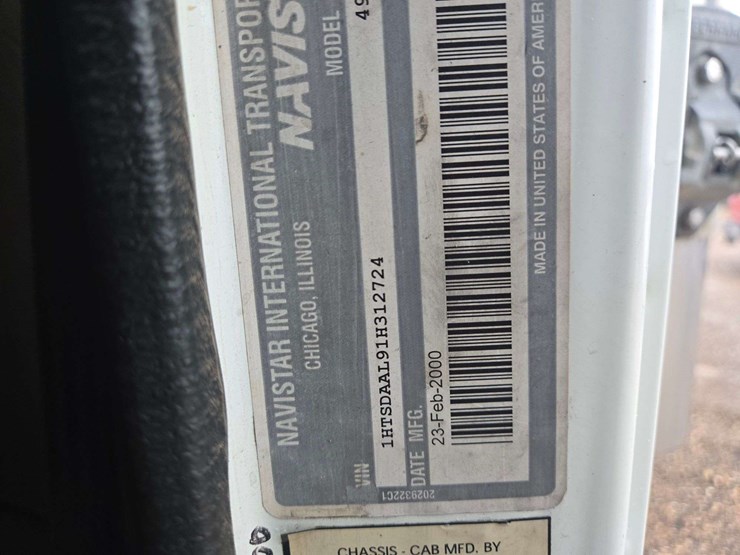 NAVISTAR INTERNATIONAL TRANSPOR
CHICAGO, ILLINOIS
NAVIS
MODEL 49
VIN
1HTSDAAL91H312724
DATE MFG.
23-Feb-2000
MADE IN UNITED STATES OF AMER
2029322C1
CHASSIS - CAB MFD. BY